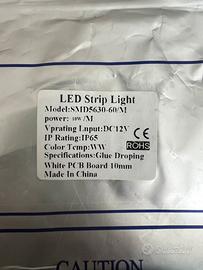 LED Strip Light
Model:SMD5630-60/M
power: 10W/M
Vprating Lnput:DC12V
IP Rating:IP65
CE
Color Temp:WW
ROHS
Specifications:Glue Droping
White PCB Board 10mm
Made In China
CAUTION